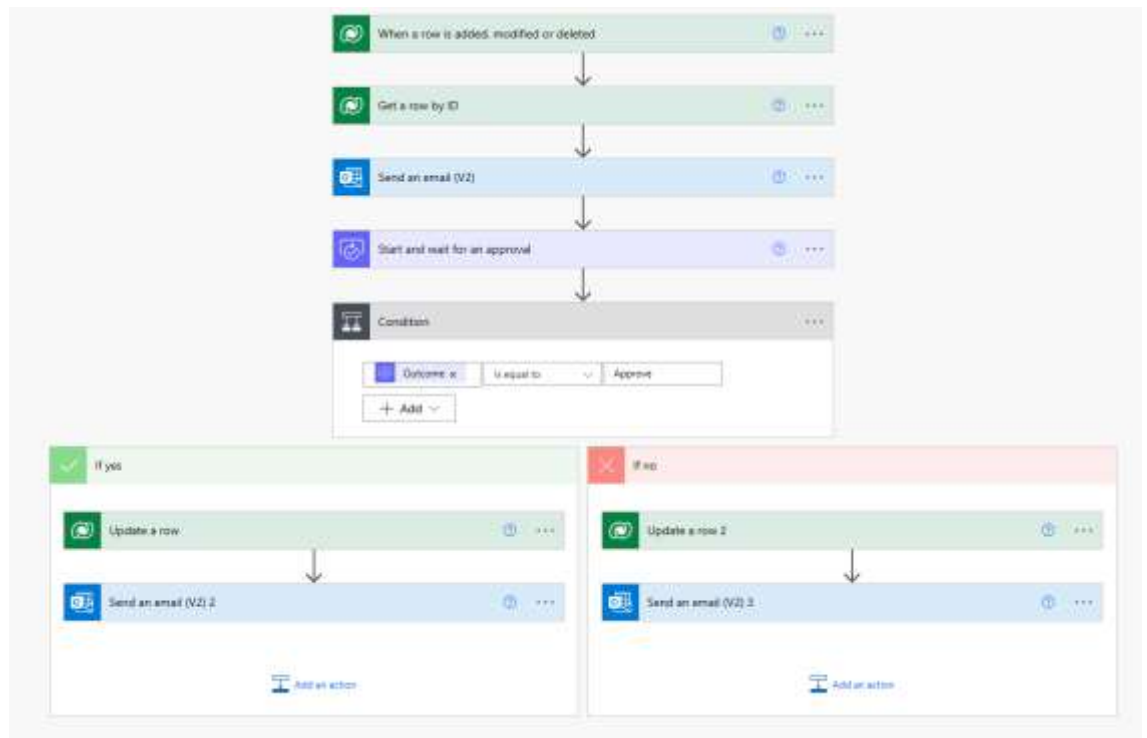 When a row is added, modified or deleted
Get a row by ID
Send an email (V2)
Start and wait for an approval
Condition
Outcome × is equal to Approve
+ Add
If yes
Update a row
Send an email (V2) 2
Add an action
If no
Update a row 2
Send an email (V2) 3
Add an action